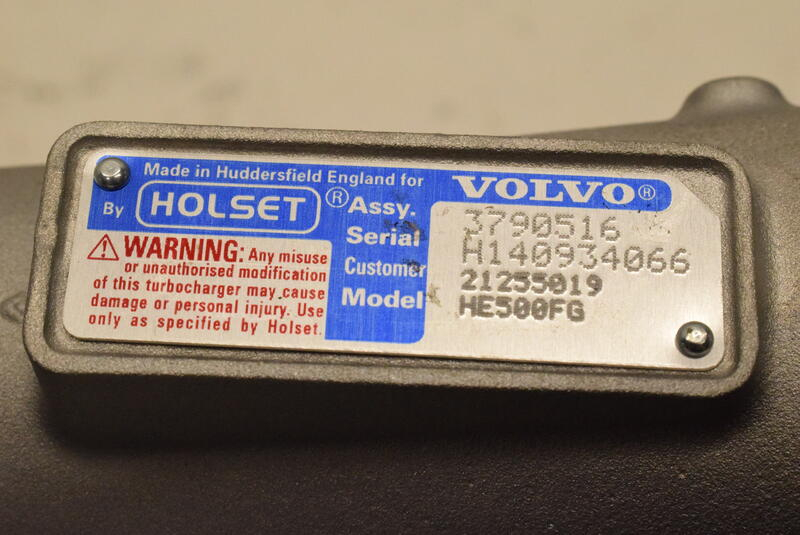 Made in Huddersfield England for
VOLVO®
By HOLSET®
Assy. 3790516
Serial H140934066
Customer 21255019
Model HE500FG
⚠ WARNING: Any misuse
or unauthorised modification
of this turbocharger may cause
damage or personal injury. Use
only as specified by Holset.